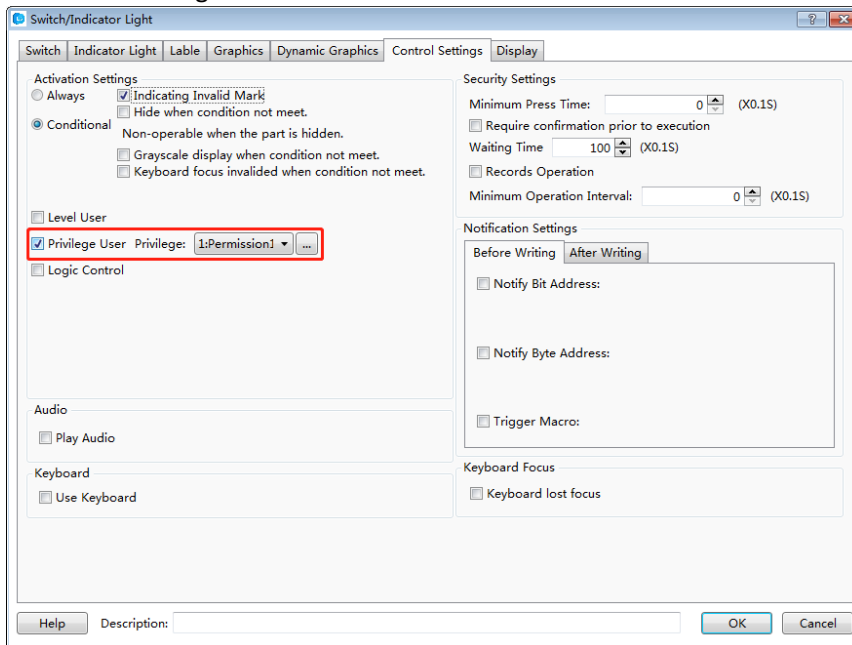 Switch/Indicator Light
Switch Indicator Light Lable Graphics Dynamic Graphics Control Settings Display
Activation Settings
Always
Indicating Invalid Mark
Hide when condition not meet.
Conditional
Non-operable when the part is hidden.
Grayscale display when condition not meet.
Keyboard focus invalided when condition not meet.
Level User
Privilege User Privilege: 1:Permission1 ...
Logic Control
Audio
Play Audio
Keyboard
Use Keyboard
Security Settings
Minimum Press Time: 0 (X0.1S)
Require confirmation prior to execution
Waiting Time 100 (X0.1S)
Records Operation
Minimum Operation Interval: 0 (X0.1S)
Notification Settings
Before Writing After Writing
Notify Bit Address:
Notify Byte Address:
Trigger Macro:
Keyboard Focus
Keyboard lost focus
Help Description: OK Cancel